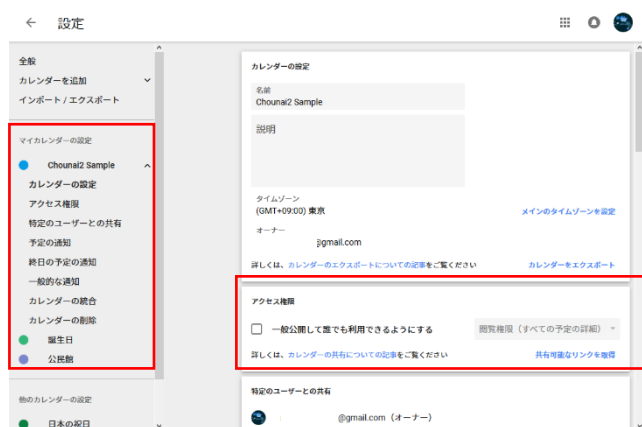 設定
全般
カレンダーを追加
インポート / エクスポート
マイカレンダーの設定
Chounai2 Sample
カレンダーの設定
アクセス権限
特定のユーザーとの共有
予定の通知
終日の予定の通知
一般的な通知
カレンダーの統合
カレンダーの削除
誕生日
公民館
他のカレンダーの設定
日本の祝日
カレンダーの設定
名前
Chounai2 Sample
説明
タイムゾーン
(GMT+09:00) 東京
メインのタイムゾーンを設定
オーナー
@gmail.com
詳しくは、カレンダーのエクスポートについての記事をご覧ください
カレンダーをエクスポート
アクセス権限
一般公開して誰でも利用できるようにする
閲覧権限（すべての予定の詳細）
詳しくは、カレンダーの共有についての記事をご覧ください
共有可能なリンクを取得
特定のユーザーとの共有
@gmail.com（オーナー）